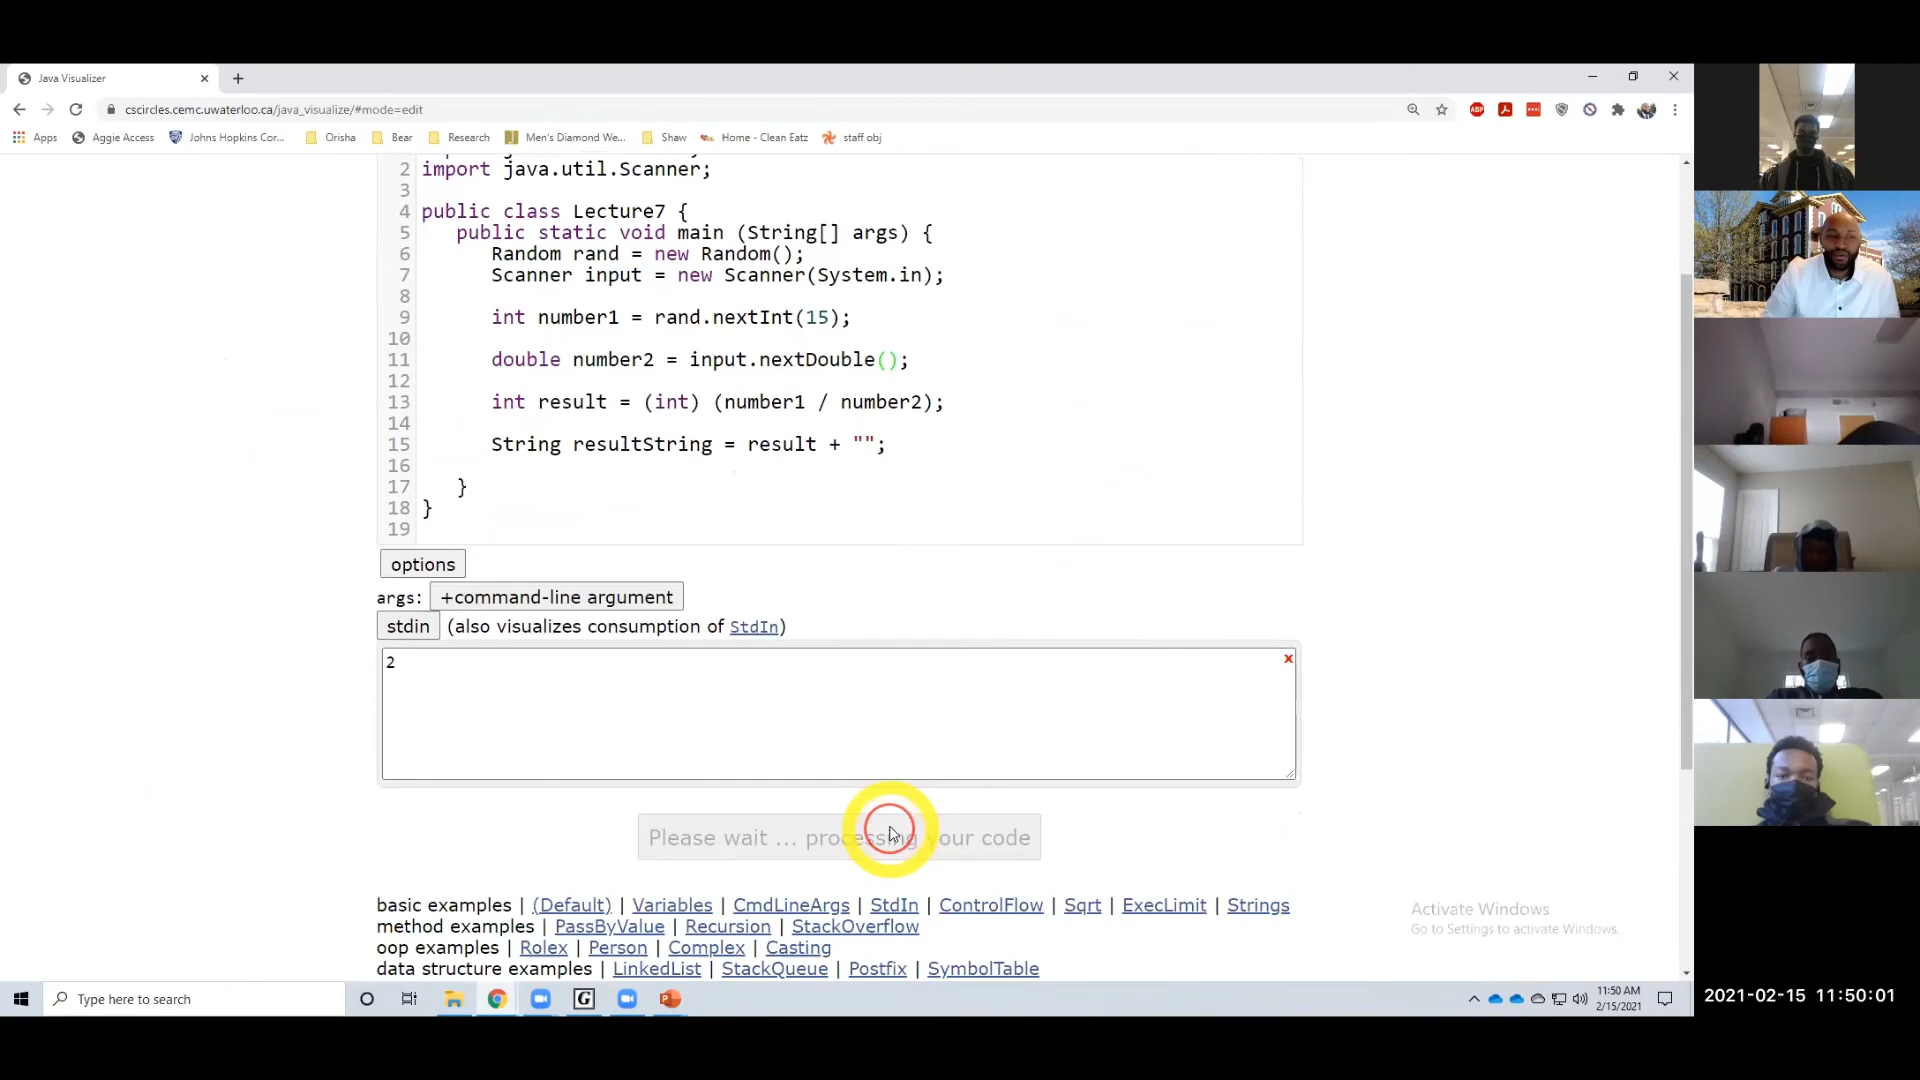 Java Visualizer
cscircles.cemc.uwaterloo.ca/java_visualize/#mode=edit
ABP
Apps
Aggie Access
Johns Hopkins Cor...
Orisha
Bear
Research
Men's Diamond We...
Shaw
Home - Clean Eatz
staff obj
2 import java.util.Scanner;
3
4 public class Lecture7 {
5 public static void main (String[] args) {
6 Random rand = new Random();
7 Scanner input = new Scanner(System.in);
8
9 int number1 = rand.nextInt(15);
10
11 double number2 = input.nextDouble();
12
13 int result = (int) (number1 / number2);
14
15 String resultString = result + "";
16
17 }
18 }
19
options
args: +command-line argument
stdin (also visualizes consumption of StdIn)
2
x
Please wait ... processing your code
basic examples | (Default) | Variables | CmdLineArgs | StdIn | ControlFlow | Sqrt | ExecLimit | Strings
method examples | PassByValue | Recursion | StackOverflow
oop examples | Rolex | Person | Complex | Casting
data structure examples | LinkedList | StackQueue | Postfix | SymbolTable
Activate Windows
Go to Settings to activate Windows.
Type here to search
G
11:50 AM
2/15/2021
2021-02-15 11:50:01